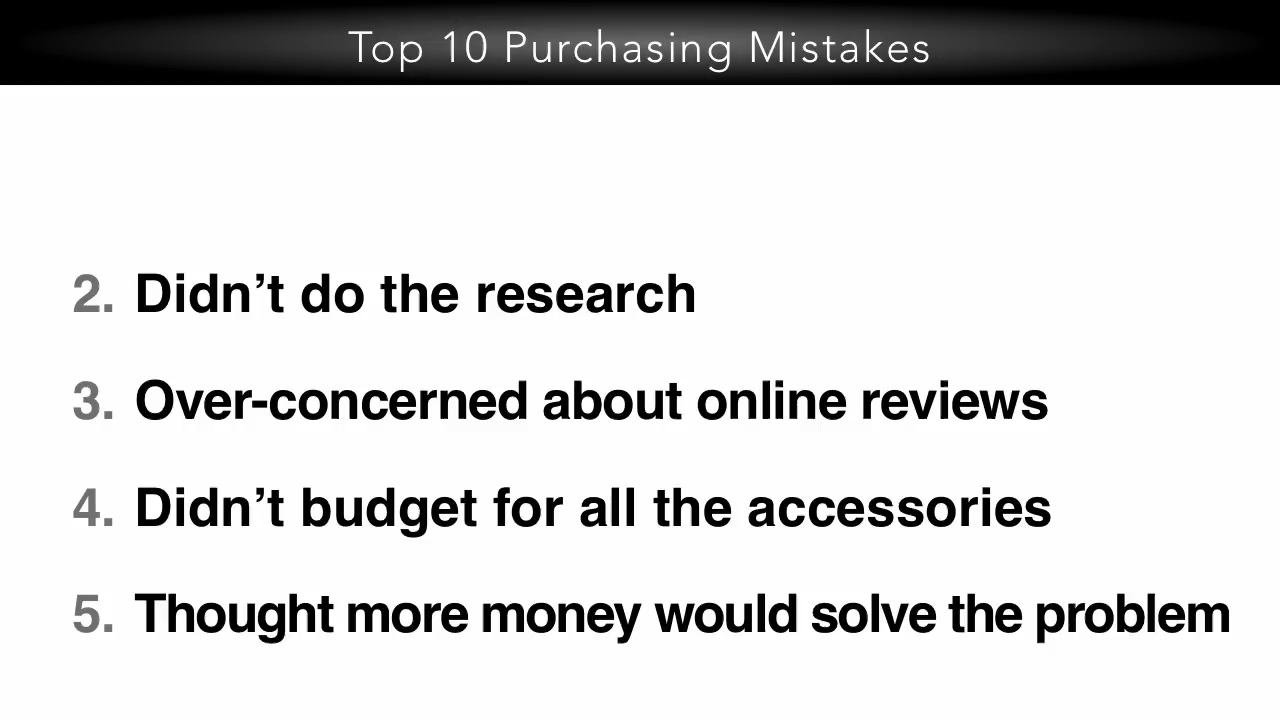 Top 10 Purchasing Mistakes
2. Didn’t do the research
3. Over-concerned about online reviews
4. Didn’t budget for all the accessories
5. Thought more money would solve the problem